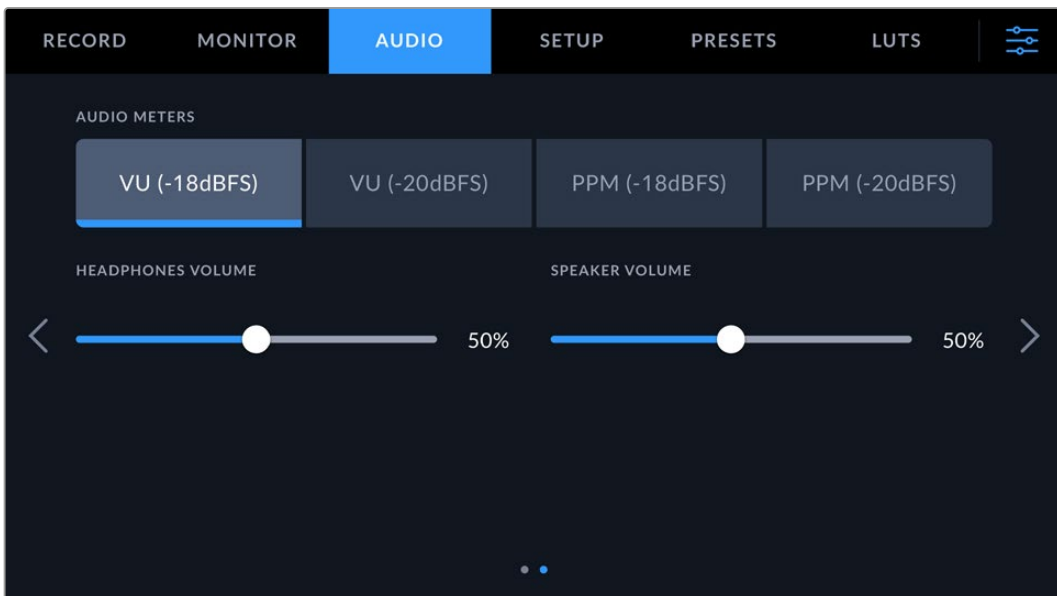 RECORD MONITOR AUDIO SETUP PRESETS LUTS
AUDIO METERS
VU (-18dBFS) VU (-20dBFS) PPM (-18dBFS) PPM (-20dBFS)
HEADPHONES VOLUME SPEAKER VOLUME
50% 50%